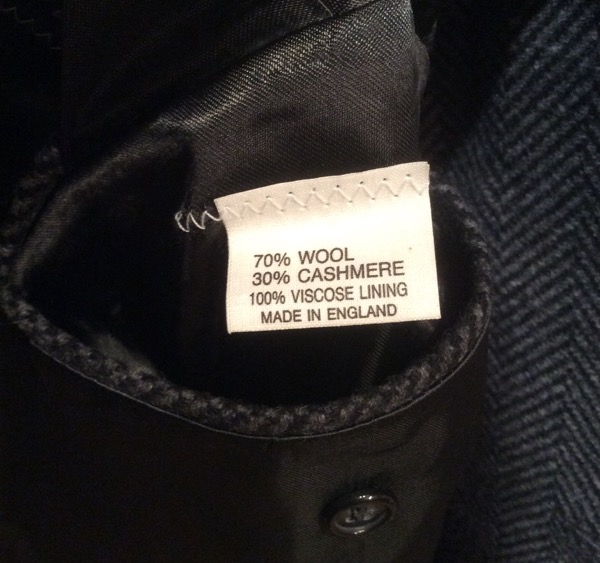 70% WOOL
30% CASHMERE
100% VISCOSE LINING
MADE IN ENGLAND